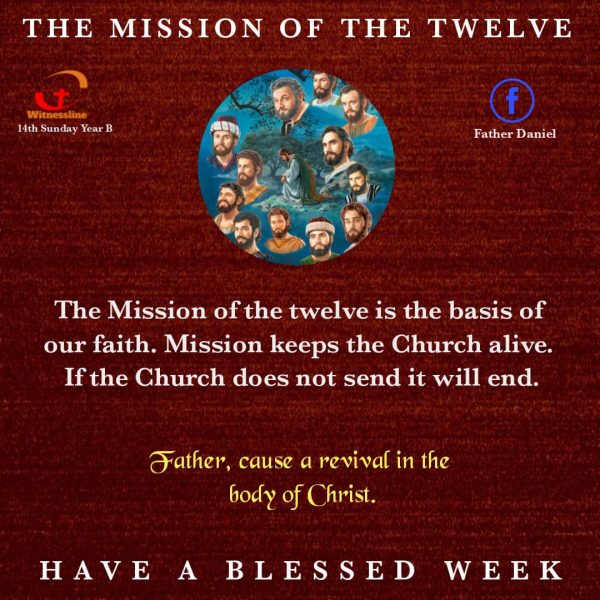 THE MISSION OF THE TWELVE
Witnessline
14th Sunday Year B
f
Father Daniel
The Mission of the twelve is the basis of
our faith. Mission keeps the Church alive.
If the Church does not send it will end.
Father, cause a revival in the
body of Christ.
HAVE A BLESSED WEEK